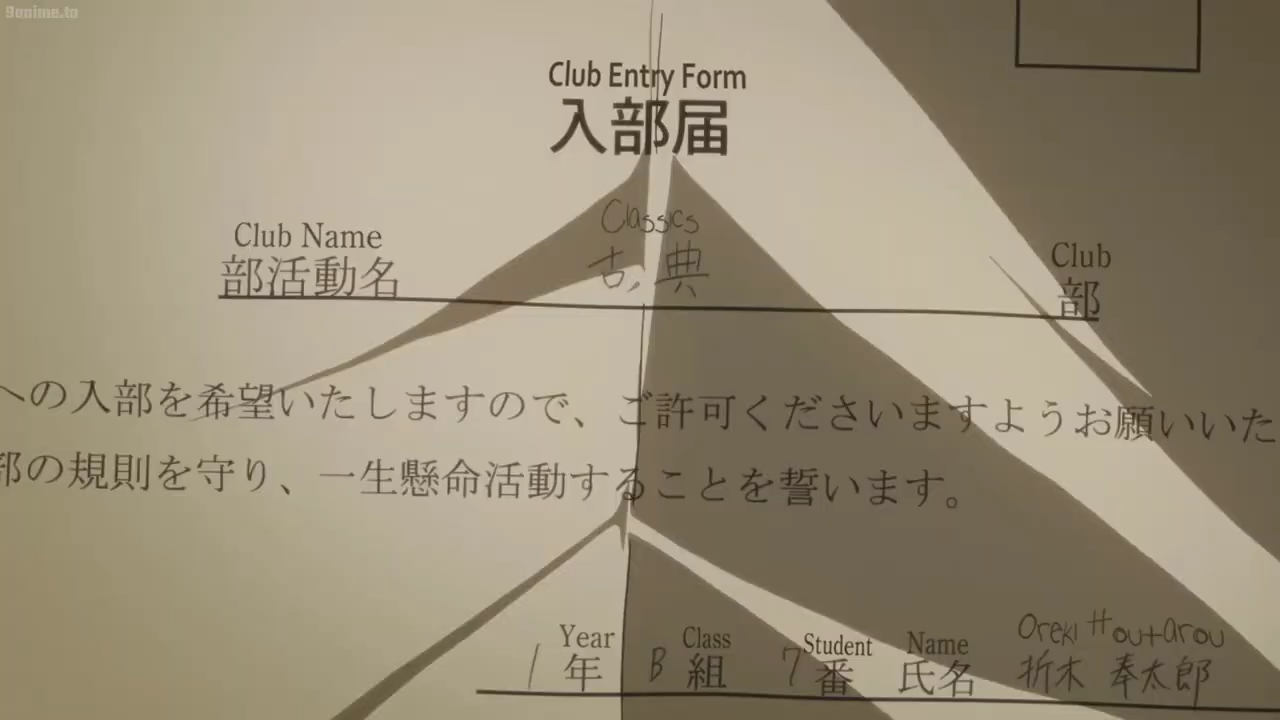 9anime.to
Club Entry Form
入部届
Classics
Club Name
Club
部活動名 古典 部
への入部を希望いたしますので、ご許可くださいますようお願いいた
部の規則を守り、一生懸命活動することを誓います。
Oreki Houtarou
Year Class Student Name
1 年 B 組 7 番 氏名 折木 奉太郎